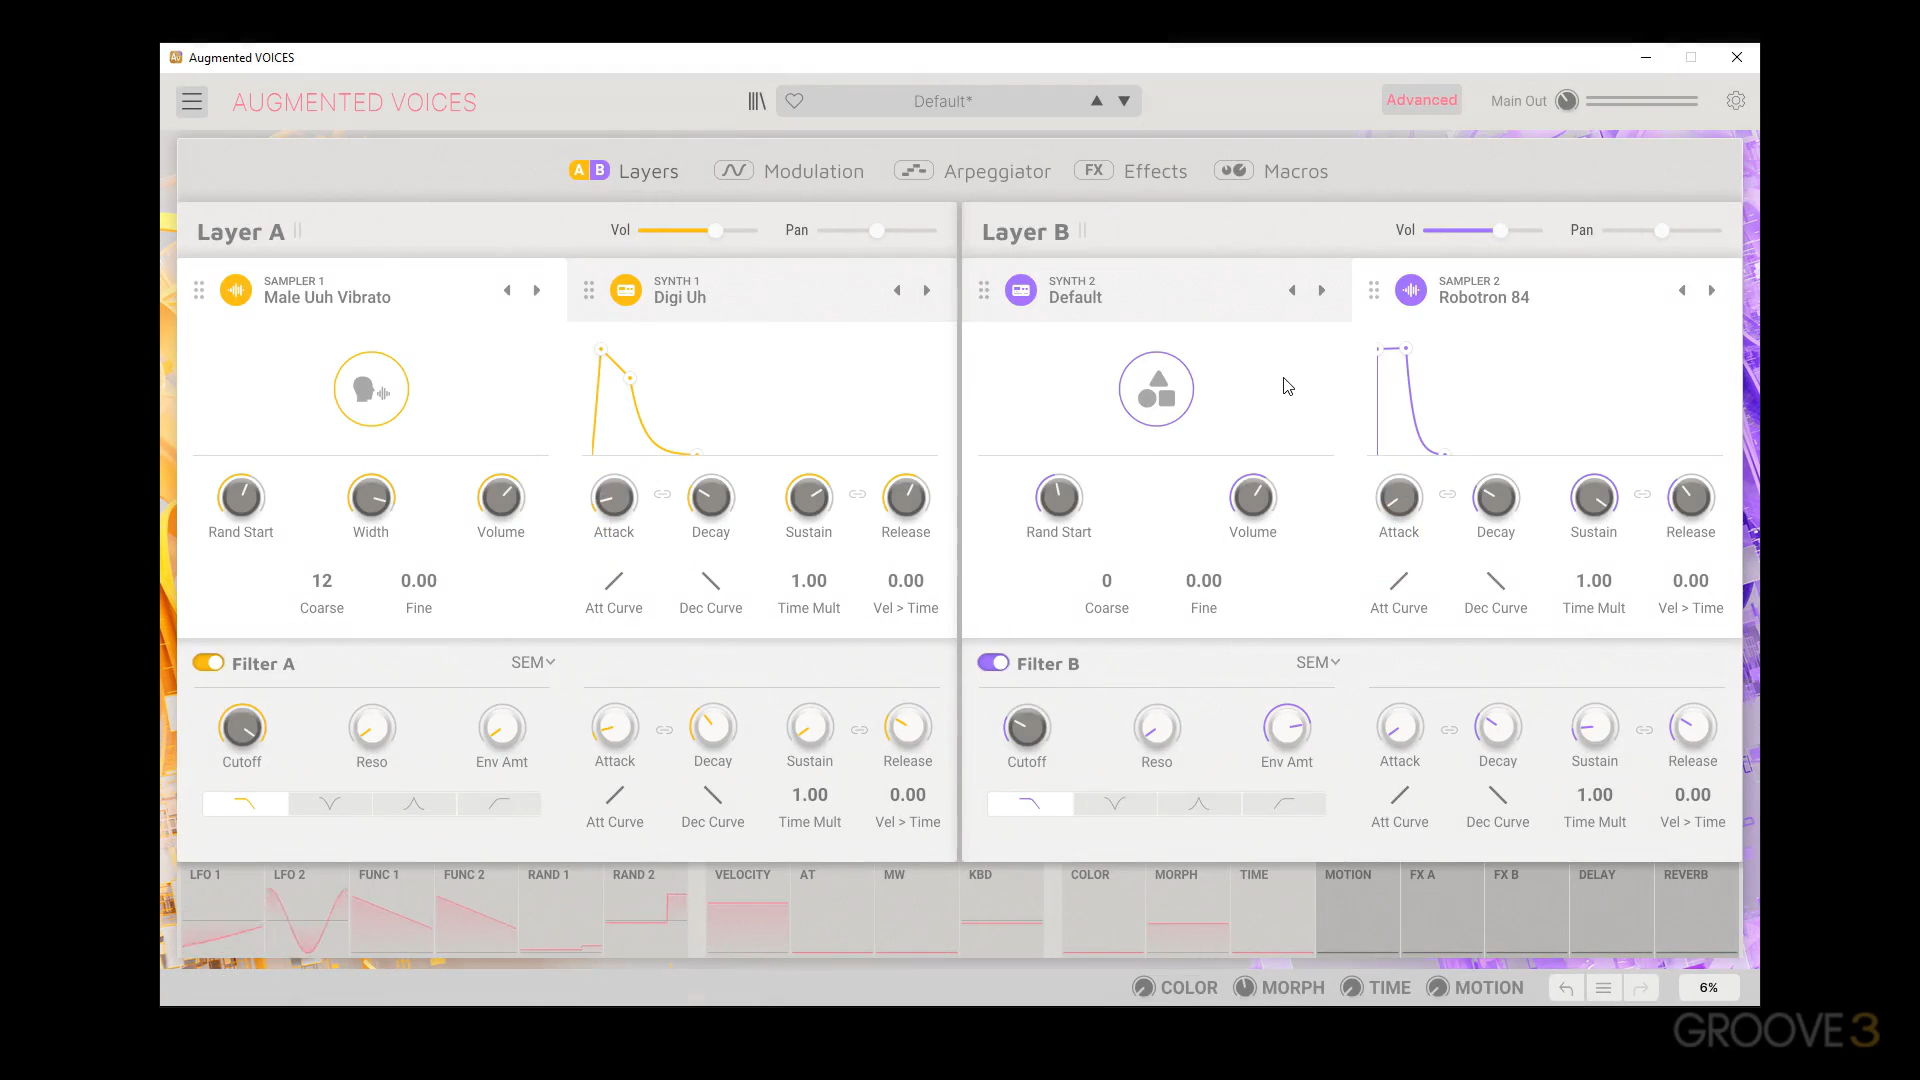 Augmented VOICES
AUGMENTED VOICES
Default*
Advanced
Main Out
A B Layers
Modulation
Arpeggiator
FX Effects
Macros
Layer A
Vol
Pan
Layer B
Vol
Pan
SAMPLER 1
Male Uuh Vibrato
SYNTH 1
Digi Uh
SYNTH 2
Default
SAMPLER 2
Robotron 84
Rand Start
Width
Volume
Attack
Decay
Sustain
Release
Rand Start
Volume
Attack
Decay
Sustain
Release
12
0.00
1.00
0.00
0
0.00
1.00
0.00
Coarse
Fine
Att Curve
Dec Curve
Time Mult
Vel > Time
Coarse
Fine
Att Curve
Dec Curve
Time Mult
Vel > Time
Filter A
SEM
Filter B
SEM
Cutoff
Reso
Env Amt
Attack
Decay
Sustain
Release
Cutoff
Reso
Env Amt
Attack
Decay
Sustain
Release
1.00
0.00
1.00
0.00
Att Curve
Dec Curve
Time Mult
Vel > Time
Att Curve
Dec Curve
Time Mult
Vel > Time
LFO 1
LFO 2
FUNC 1
FUNC 2
RAND 1
RAND 2
VELOCITY
AT
MW
KBD
COLOR
MORPH
TIME
MOTION
FX A
FX B
DELAY
REVERB
COLOR
MORPH
TIME
MOTION
6%
GROOVE 3